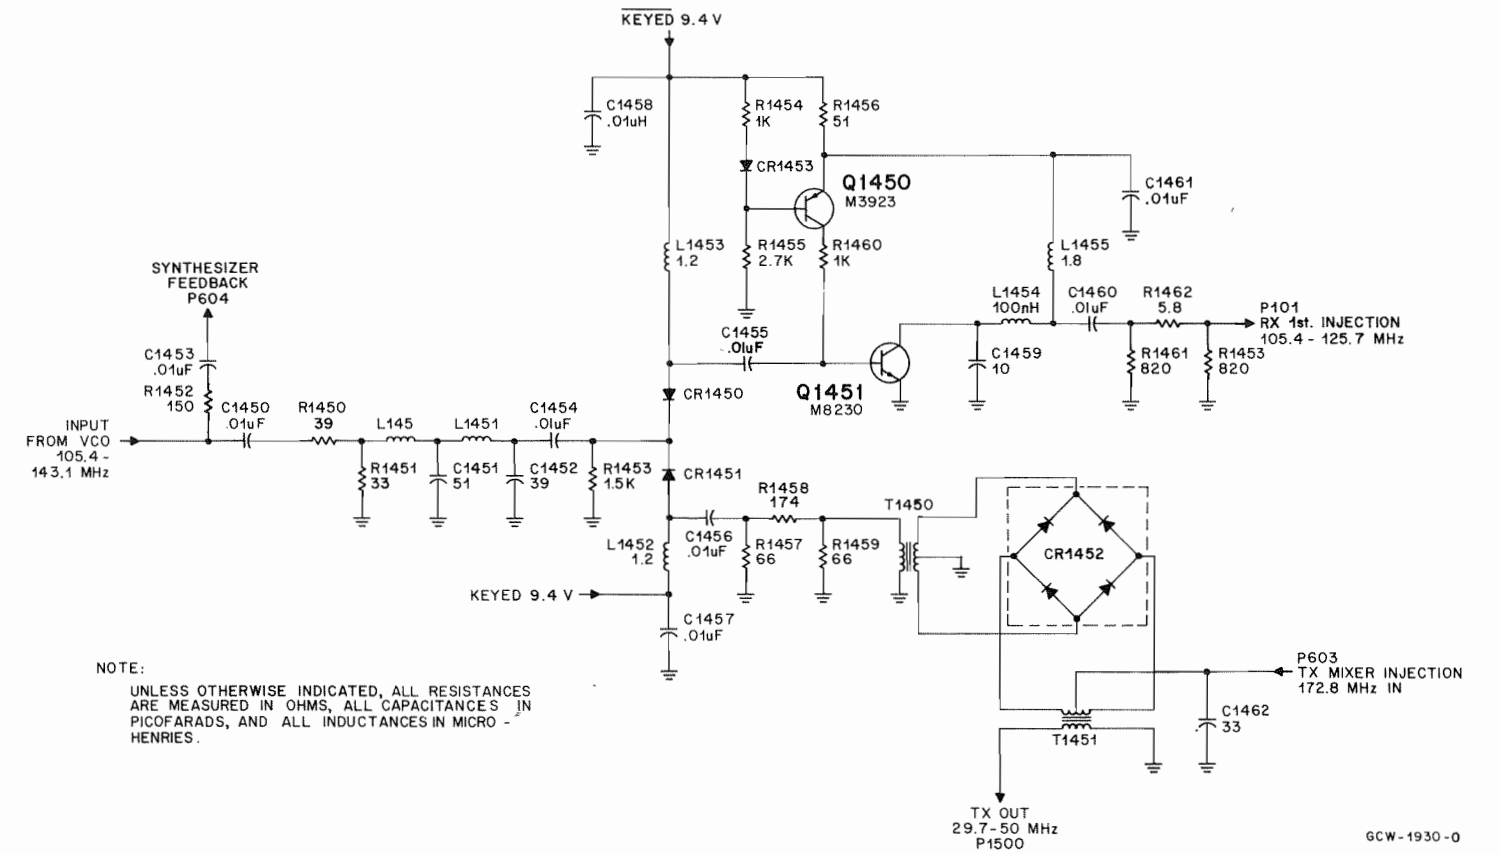 KEYED 9.4 V
C1458
.01uH
R1454
1K
R1456
51
CR1453
Q1450
M3923
C1461
.01uF
L1453
1.2
R1455
2.7K
R1460
1K
L1455
1.8
SYNTHESIZER
FEEDBACK
P604
L1454
100nH
C1460
.01uF
R1462
5.8
P101
RX 1st. INJECTION
105.4 - 125.7 MHz
C1455
.01uF
C1459
10
R1461
820
R1453
820
C1453
.01uF
R1452
150
CR1450
Q1451
M8230
INPUT
FROM VCO
105.4 -
143.1 MHz
C1450
.01uF
R1450
39
L145
L1451
C1454
.01uF
R1451
33
C1451
51
C1452
39
R1453
1.5K
CR1451
R1458
174
T1450
L1452
1.2
C1456
.01uF
R1457
66
R1459
66
CR1452
KEYED 9.4 V
C1457
.01uF
NOTE:
UNLESS OTHERWISE INDICATED, ALL RESISTANCES
ARE MEASURED IN OHMS, ALL CAPACITANCES IN
PICOFARADS, AND ALL INDUCTANCES IN MICRO -
HENRIES.
P603
TX MIXER INJECTION
172.8 MHz IN
C1462
33
T1451
TX OUT
29.7-50 MHz
P1500
GCW-1930-0